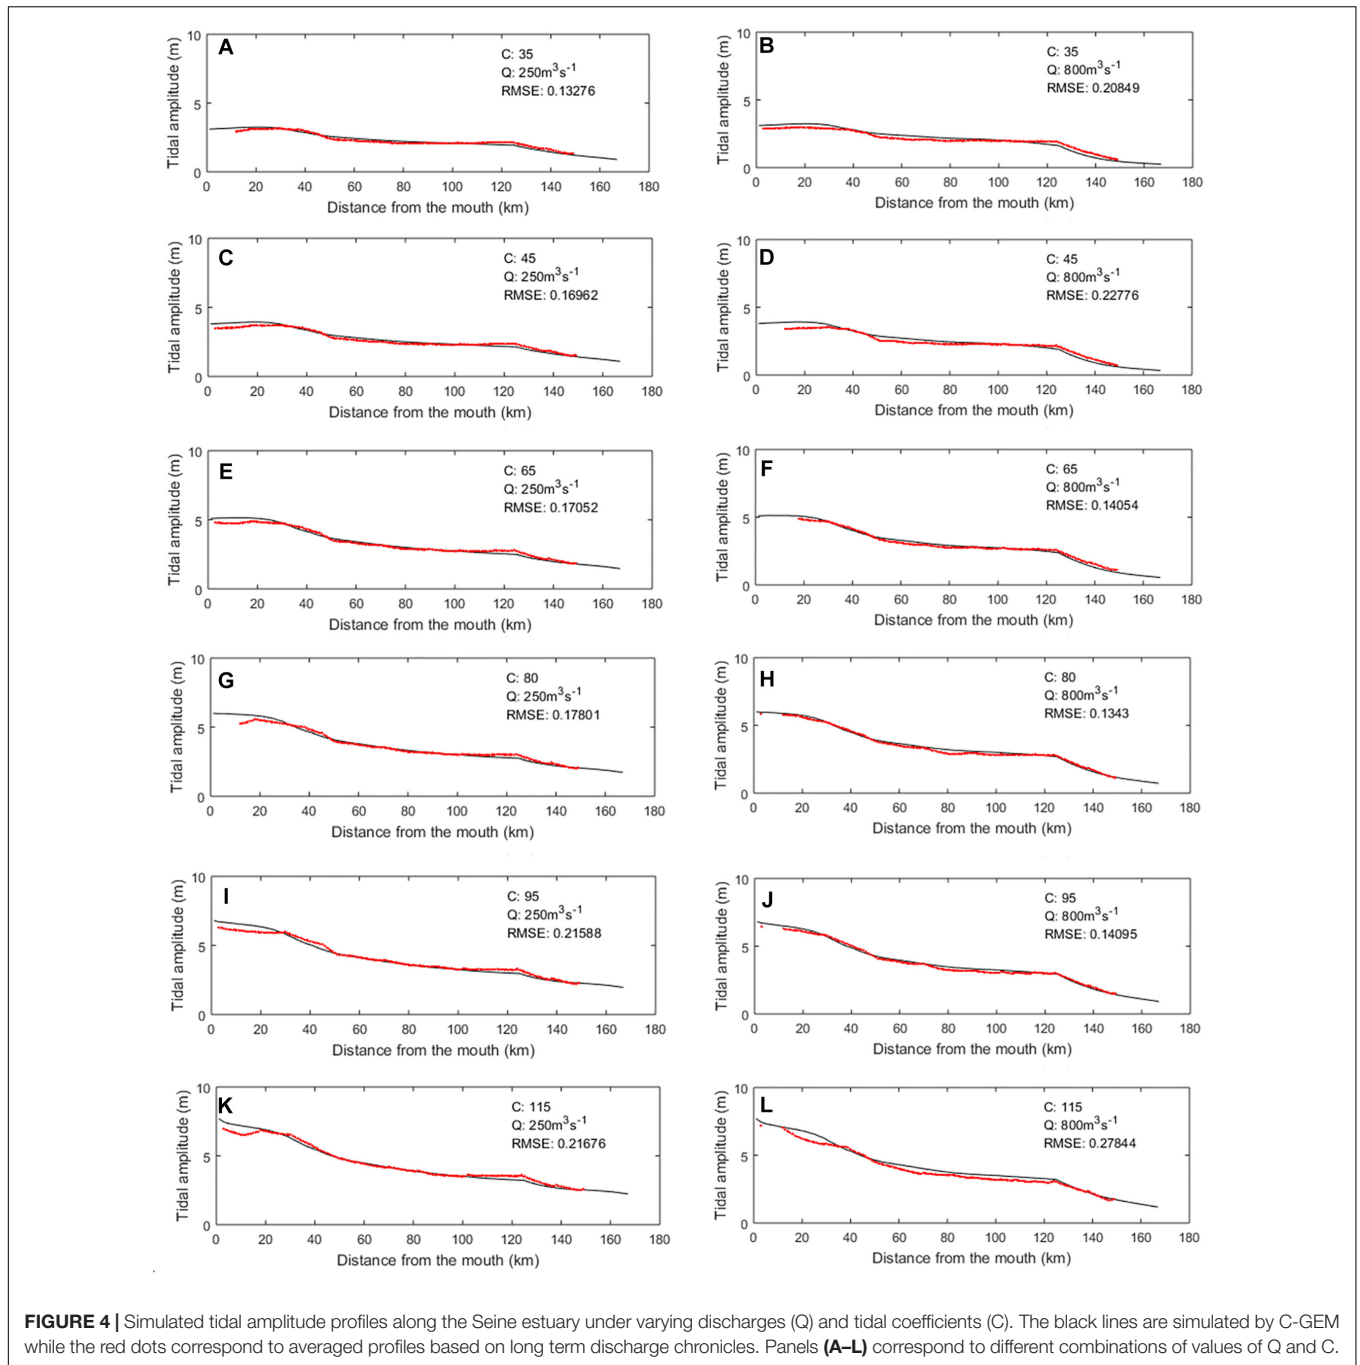 A
C: 35
Q: 250m³s⁻¹
RMSE: 0.13276
Tidal amplitude (m)
10
5
0
0 20 40 60 80 100 120 140 160 180
Distance from the mouth (km)
B
C: 35
Q: 800m³s⁻¹
RMSE: 0.20849
Tidal amplitude (m)
10
5
0
0 20 40 60 80 100 120 140 160 180
Distance from the mouth (km)
C
C: 45
Q: 250m³s⁻¹
RMSE: 0.16962
Tidal amplitude (m)
10
5
0
0 20 40 60 80 100 120 140 160 180
Distance from the mouth (km)
D
C: 45
Q: 800m³s⁻¹
RMSE: 0.22776
Tidal amplitude (m)
10
5
0
0 20 40 60 80 100 120 140 160 180
Distance from the mouth (km)
E
C: 65
Q: 250m³s⁻¹
RMSE: 0.17052
Tidal amplitude (m)
10
5
0
0 20 40 60 80 100 120 140 160 180
Distance from the mouth (km)
F
C: 65
Q: 800m³s⁻¹
RMSE: 0.14054
Tidal amplitude (m)
10
5
0
0 20 40 60 80 100 120 140 160 180
Distance from the mouth (km)
G
C: 80
Q: 250m³s⁻¹
RMSE: 0.17801
Tidal amplitude (m)
10
5
0
0 20 40 60 80 100 120 140 160 180
Distance from the mouth (km)
H
C: 80
Q: 800m³s⁻¹
RMSE: 0.1343
Tidal amplitude (m)
10
5
0
0 20 40 60 80 100 120 140 160 180
Distance from the mouth (km)
I
C: 95
Q: 250m³s⁻¹
RMSE: 0.21588
Tidal amplitude (m)
10
5
0
0 20 40 60 80 100 120 140 160 180
Distance from the mouth (km)
J
C: 95
Q: 800m³s⁻¹
RMSE: 0.14095
Tidal amplitude (m)
10
5
0
0 20 40 60 80 100 120 140 160 180
Distance from the mouth (km)
K
C: 115
Q: 250m³s⁻¹
RMSE: 0.21676
Tidal amplitude (m)
10
5
0
0 20 40 60 80 100 120 140 160 180
Distance from the mouth (km)
L
C: 115
Q: 800m³s⁻¹
RMSE: 0.27844
Tidal amplitude (m)
10
5
0
0 20 40 60 80 100 120 140 160 180
Distance from the mouth (km)
FIGURE 4 | Simulated tidal amplitude profiles along the Seine estuary under varying discharges (Q) and tidal coefficients (C). The black lines are simulated by C-GEM
while the red dots correspond to averaged profiles based on long term discharge chronicles. Panels (A–L) correspond to different combinations of values of Q and C.